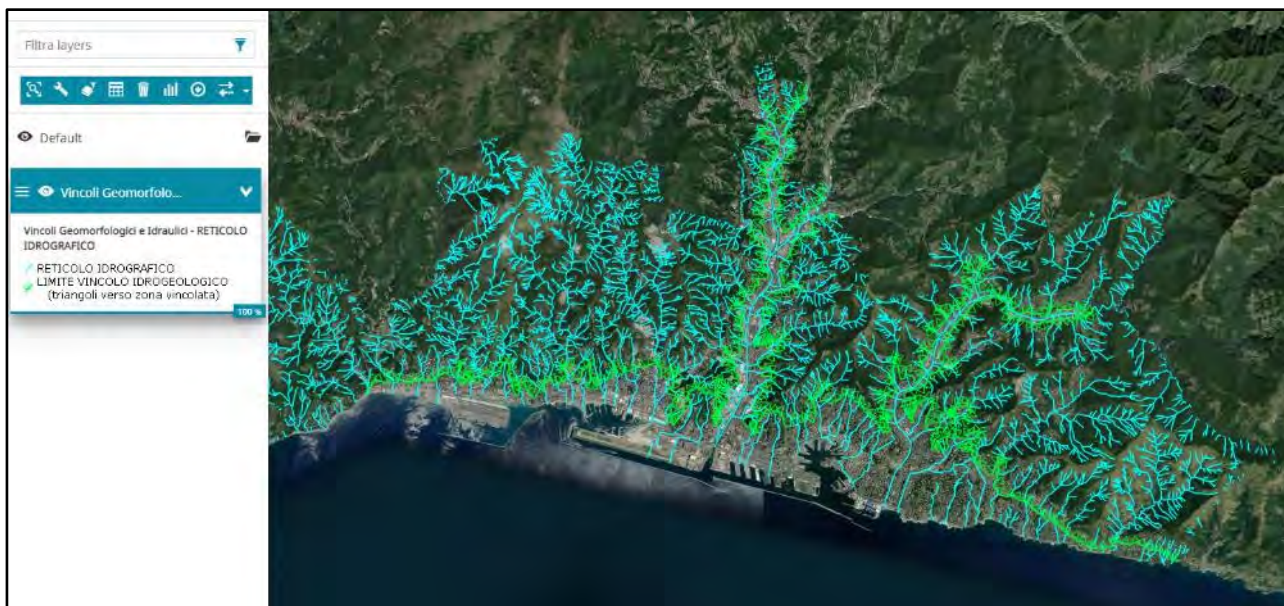 Filtra layers
Default
Vincoli Geomorfolo...
Vincoli Geomorfologici e Idraulici - RETICOLO
IDROGRAFICO
RETICOLO IDROGRAFICO
LIMITE VINCOLO IDROGEOLOGICO
(triangoli verso zona vincolata)
100 %